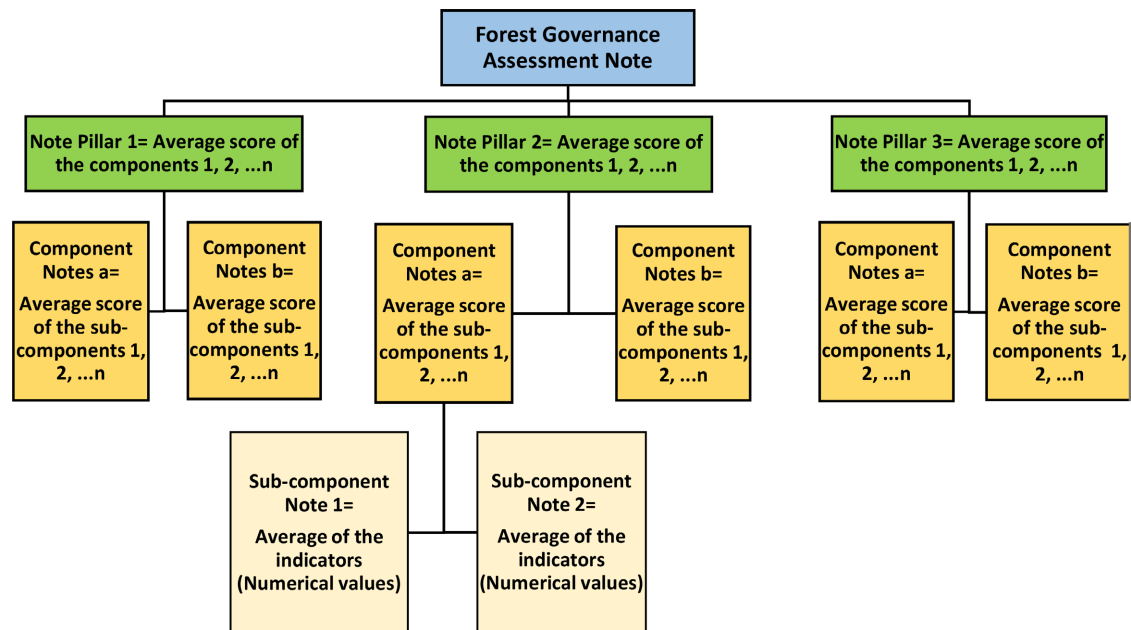 Forest Governance
Assessment Note
Note Pillar 1= Average score of
the components 1, 2, ...n
Note Pillar 2= Average score of
the components 1, 2, ...n
Note Pillar 3= Average score of
the components 1, 2, ...n
Component
Notes a=
Average score
of the sub-
components 1,
2, ...n
Component
Notes b=
Average score
of the sub-
components 1,
2, ...n
Component
Notes a=
Average score
of the sub-
components 1,
2, ...n
Component
Notes b=
Average score
of the sub-
components 1,
2, ...n
Component
Notes a=
Average score
of the sub-
components 1,
2, ...n
Component
Notes b=
Average score
of the sub-
components 1,
2, ...n
Sub-component
Note 1=
Average of the
indicators
(Numerical values)
Sub-component
Note 2=
Average of the
indicators
(Numerical values)